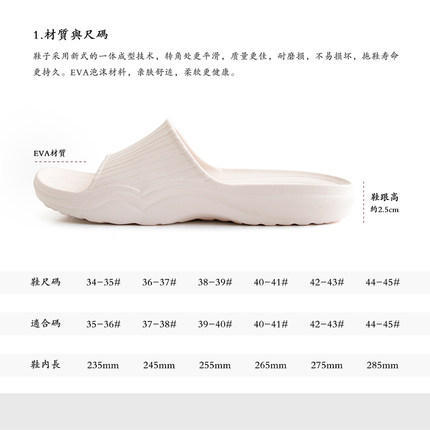 1.材質與尺碼
鞋子采用新式的一体成型技术，转角处更平滑，质量更佳，耐磨损，不易损坏，拖鞋寿命
更持久。EVA泡沫材料，亲肤舒适，柔软更健康。
EVA材質
鞋跟高
约2.5cm
鞋尺碼 34-35# 36-37# 38-39# 40-41# 42-43# 44-45#
適合碼 35-36# 37-38# 39-40# 40-41# 42-43# 44-45#
鞋内長 235mm 245mm 255mm 265mm 275mm 285mm